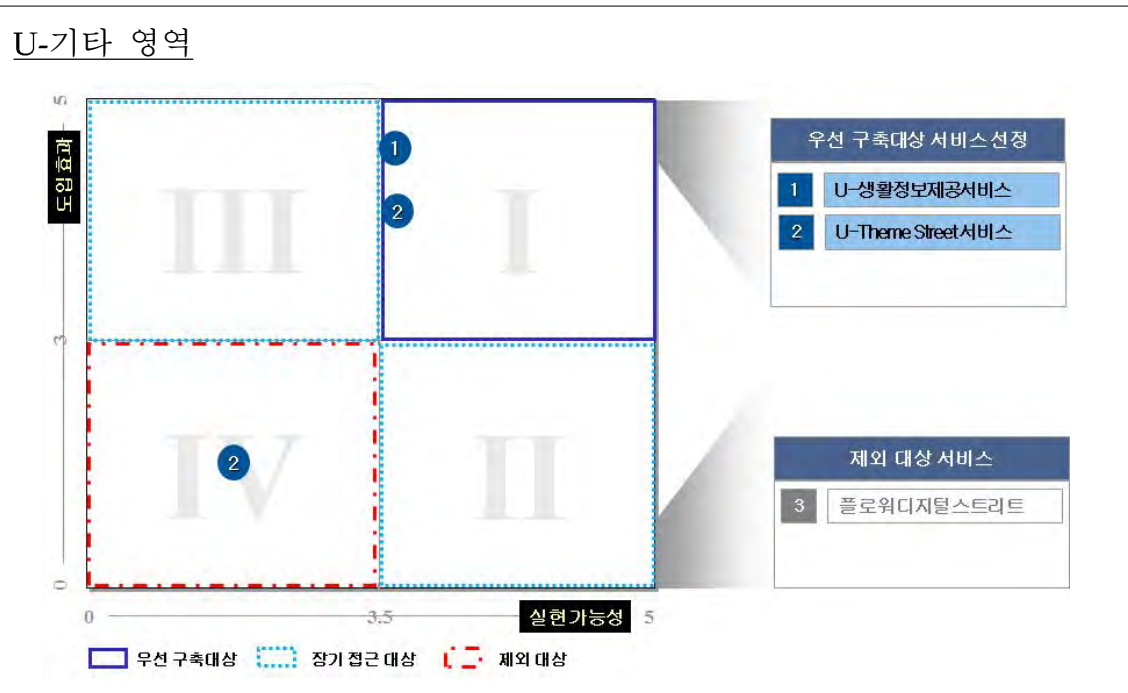 U-기타 영역
5
도입효과
3
0
III
I
IV
II
1
2
2
0
3.5
실현가능성
5
우선 구축대상
장기 접근 대상
제외 대상
우선 구축대상 서비스 선정
1 U-생활정보제공서비스
2 U-Theme Street서비스
제외 대상 서비스
3 플로워디지털스트리트